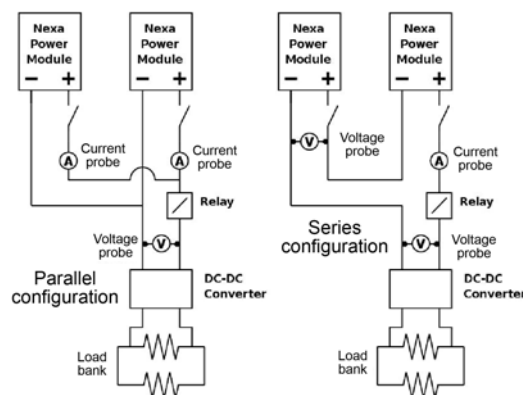 Nexa
Power
Module
− +
Nexa
Power
Module
− +
Current
probe
A
A
Current
probe
Relay
Voltage
probe
V
Parallel
configuration
DC-DC
Converter
Load
bank
Nexa
Power
Module
− +
Nexa
Power
Module
− +
V
Voltage
probe
A
Current
probe
Relay
Series
configuration
V
Voltage
probe
DC-DC
Converter
Load
bank